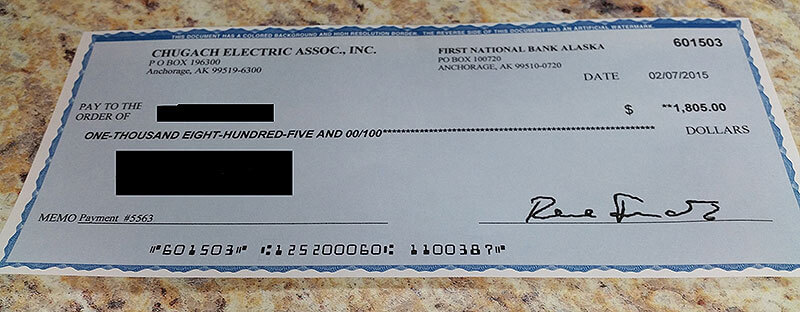 THIS DOCUMENT HAS A COLORED BACKGROUND AND HIGH RESOLUTION BORDER. THE REVERSE SIDE OF THIS DOCUMENT HAS AN ARTIFICIAL WATERMARK.
CHUGACH ELECTRIC ASSOC., INC.
P O BOX 196300
Anchorage, AK 99519-6300
FIRST NATIONAL BANK ALASKA
PO BOX 100720
ANCHORAGE, AK 99510-0720
601503
DATE 02/07/2015
PAY TO THE
ORDER OF
$ **1,805.00
ONE-THOUSAND EIGHT-HUNDRED-FIVE AND 00/100**************************************************** DOLLARS
MEMO Payment #5563
⑈601503⑈ ⑆125200060⑆ 1100387⑈